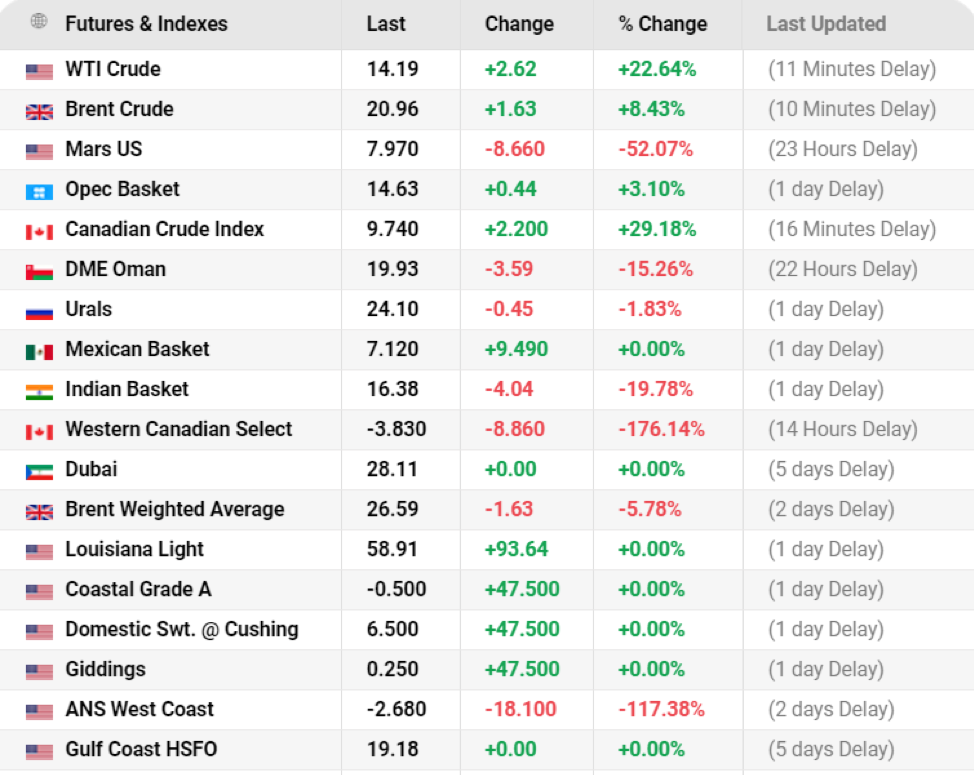 Futures & Indexes Last Change % Change Last Updated
WTI Crude 14.19 +2.62 +22.64% (11 Minutes Delay)
Brent Crude 20.96 +1.63 +8.43% (10 Minutes Delay)
Mars US 7.970 -8.660 -52.07% (23 Hours Delay)
Opec Basket 14.63 +0.44 +3.10% (1 day Delay)
Canadian Crude Index 9.740 +2.200 +29.18% (16 Minutes Delay)
DME Oman 19.93 -3.59 -15.26% (22 Hours Delay)
Urals 24.10 -0.45 -1.83% (1 day Delay)
Mexican Basket 7.120 +9.490 +0.00% (1 day Delay)
Indian Basket 16.38 -4.04 -19.78% (1 day Delay)
Western Canadian Select -3.830 -8.860 -176.14% (14 Hours Delay)
Dubai 28.11 +0.00 +0.00% (5 days Delay)
Brent Weighted Average 26.59 -1.63 -5.78% (2 days Delay)
Louisiana Light 58.91 +93.64 +0.00% (1 day Delay)
Coastal Grade A -0.500 +47.500 +0.00% (1 day Delay)
Domestic Swt. @ Cushing 6.500 +47.500 +0.00% (1 day Delay)
Giddings 0.250 +47.500 +0.00% (1 day Delay)
ANS West Coast -2.680 -18.100 -117.38% (2 days Delay)
Gulf Coast HSFO 19.18 +0.00 +0.00% (5 days Delay)